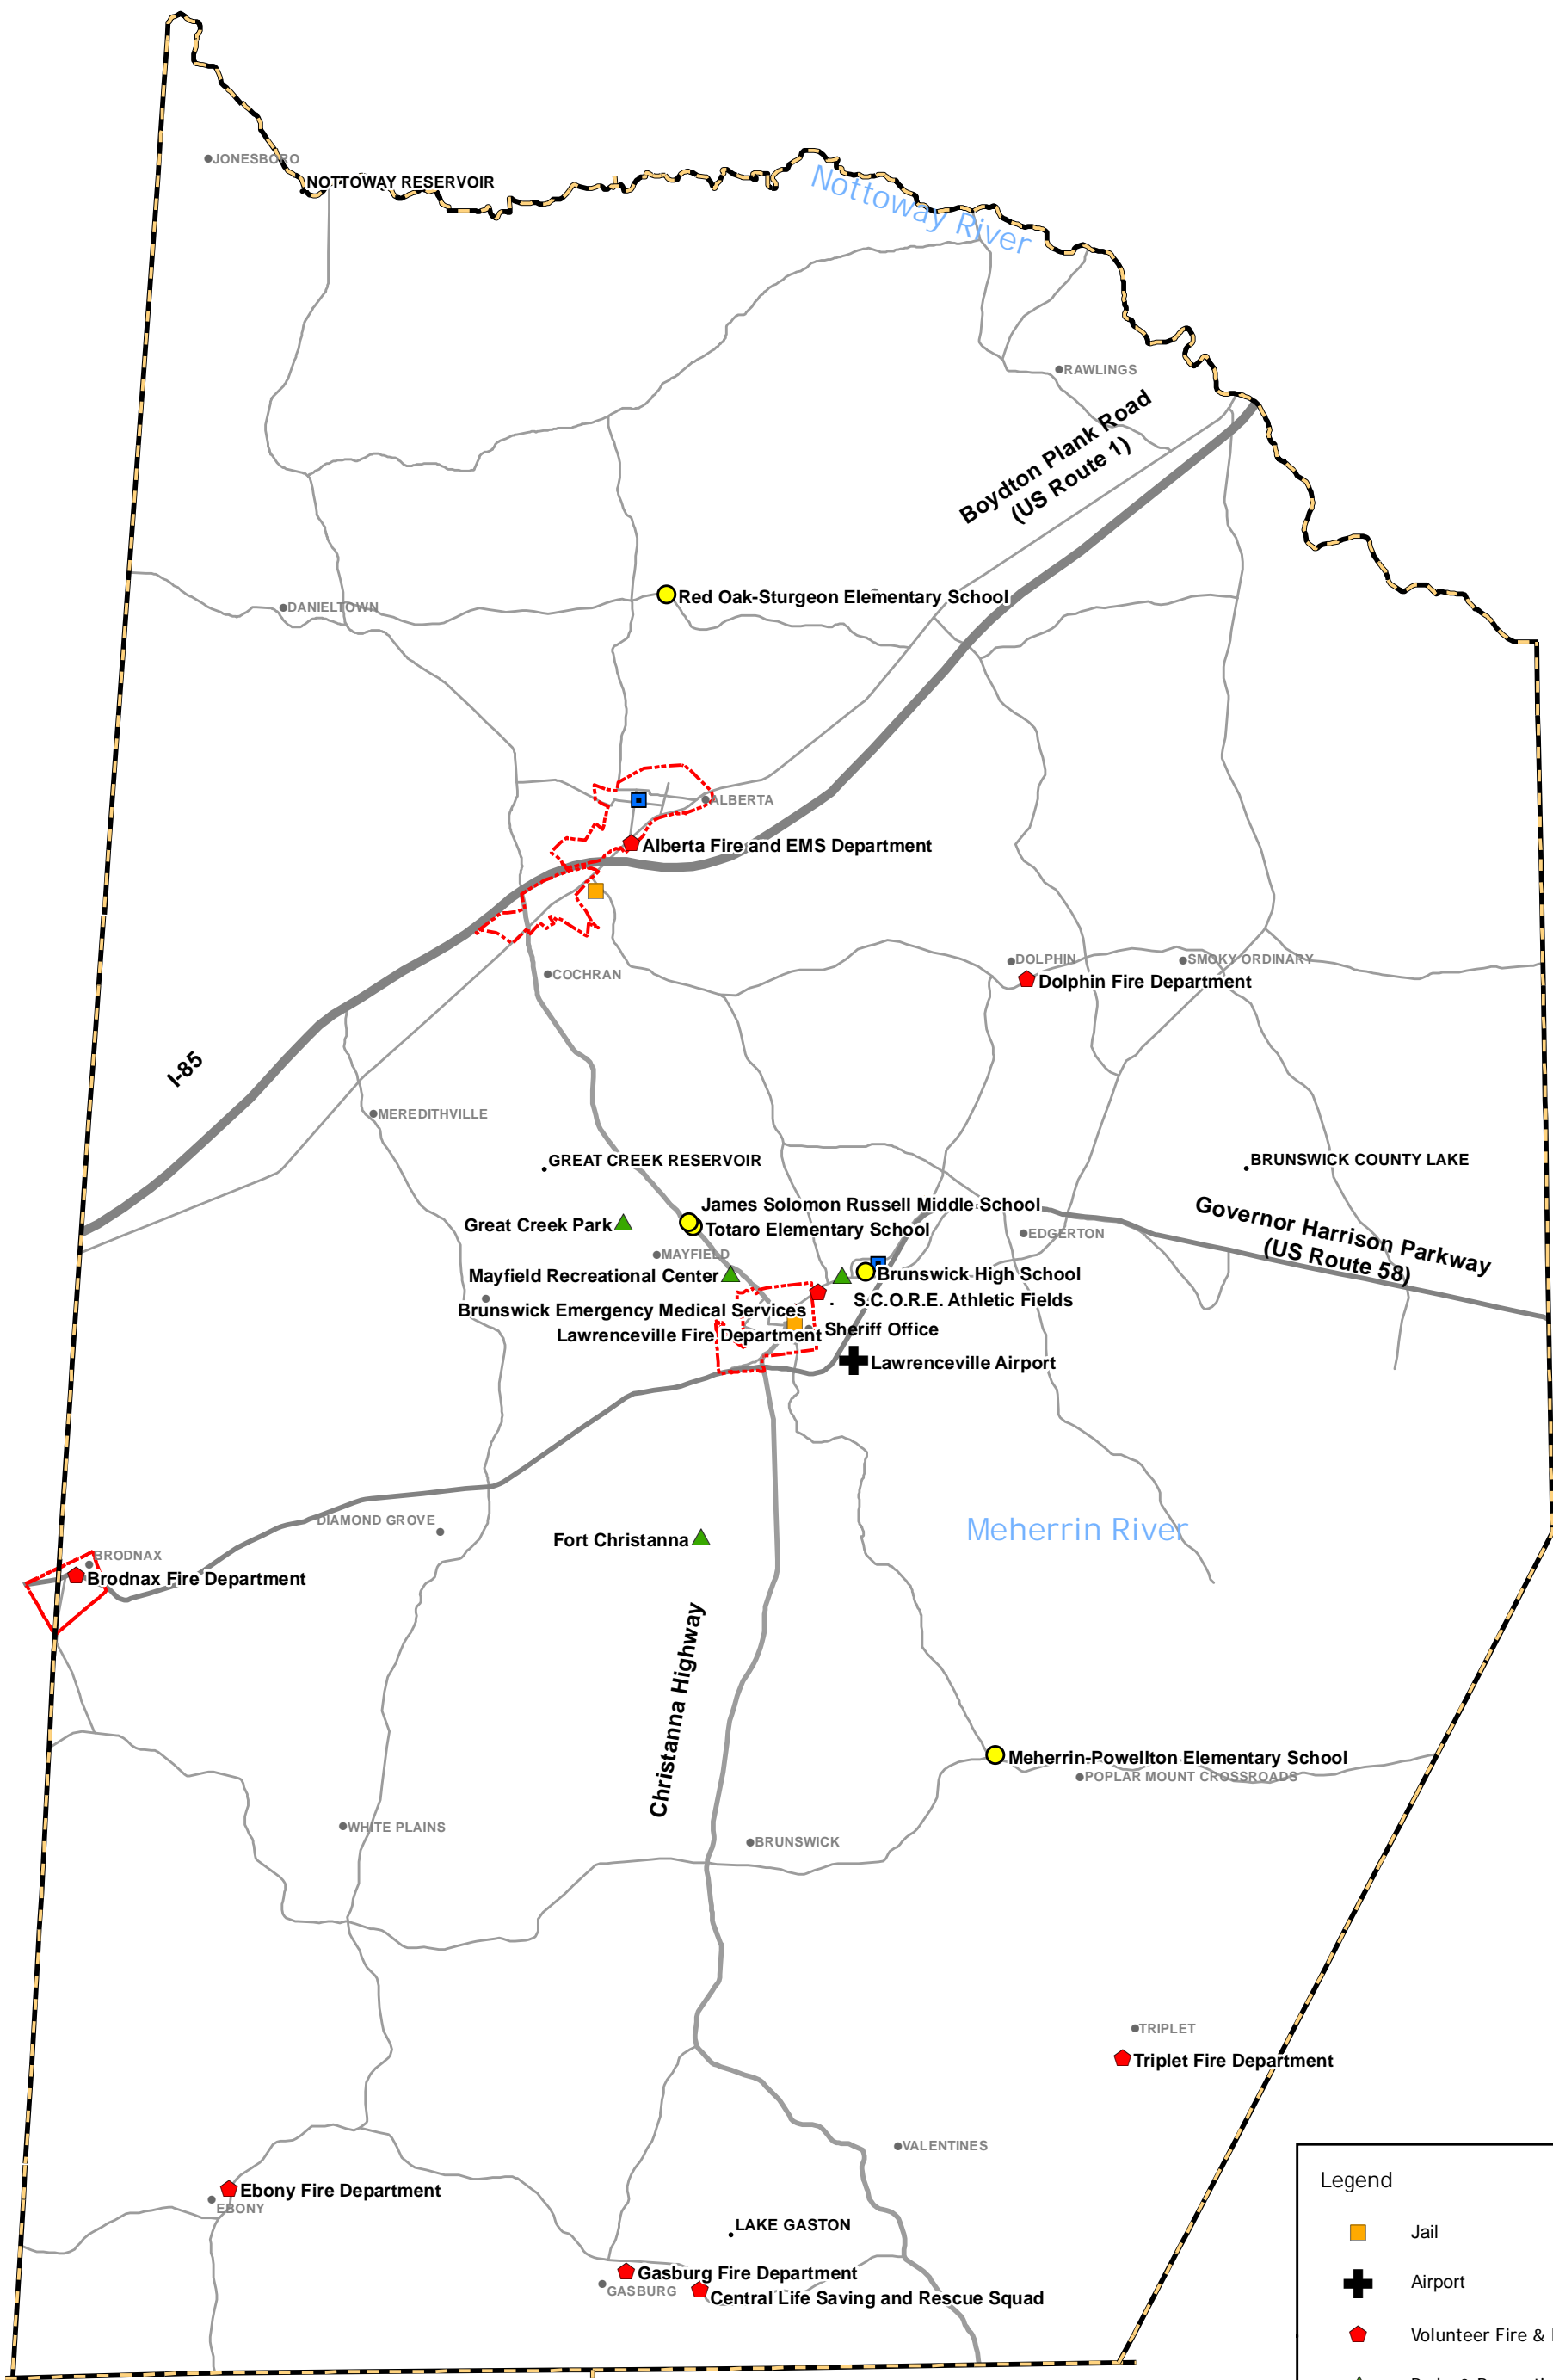 JONESBORO
NOTTOWAY RESERVOIR
Nottoway River
RAWLINGS
Boydton Plank Road
(US Route 1)
Red Oak-Sturgeon Elementary School
DANIELTOWN
ALBERTA
Alberta Fire and EMS Department
DOLPHIN
SMOKY ORDINARY
COCHRAN
Dolphin Fire Department
I-85
MEREDITHVILLE
GREAT CREEK RESERVOIR
BRUNSWICK COUNTY LAKE
James Solomon Russell Middle School
Great Creek Park
Totaro Elementary School
EDGERTON
Governor Harrison Parkway
(US Route 58)
MAYFIELD
Mayfield Recreational Center
Brunswick High School
S.C.O.R.E. Athletic Fields
Brunswick Emergency Medical Services
Sheriff Office
Lawrenceville Fire Department
Lawrenceville Airport
DIAMOND GROVE
Meherrin River
Fort Christanna
BRODNAX
Brodnax Fire Department
Christanna Highway
Meherrin-Powellton Elementary School
POPLAR MOUNT CROSSROADS
WHITE PLAINS
BRUNSWICK
TRIPLET
Triplet Fire Department
VALENTINES
Ebony Fire Department
EBONY
LAKE GASTON
Gasburg Fire Department
GASBURG
Central Life Saving and Rescue Squad
Legend
Jail
Airport
Volunteer Fire &